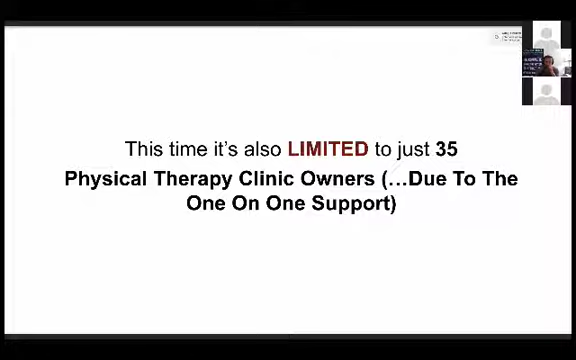 This time it’s also LIMITED to just 35
Physical Therapy Clinic Owners (…Due To The
One On One Support)